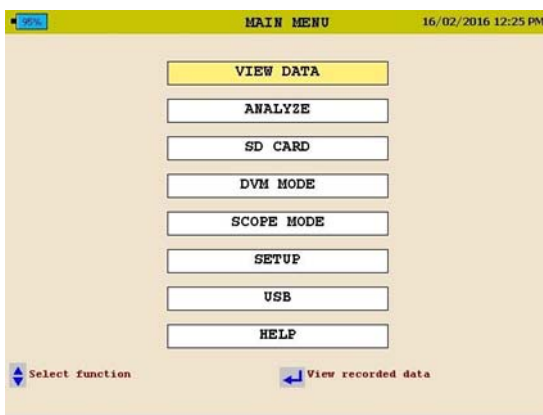 95% MAIN MENU 16/02/2016 12:25 PM
VIEW DATA
ANALYZE
SD CARD
DVM MODE
SCOPE MODE
SETUP
USB
HELP
Select function View recorded data